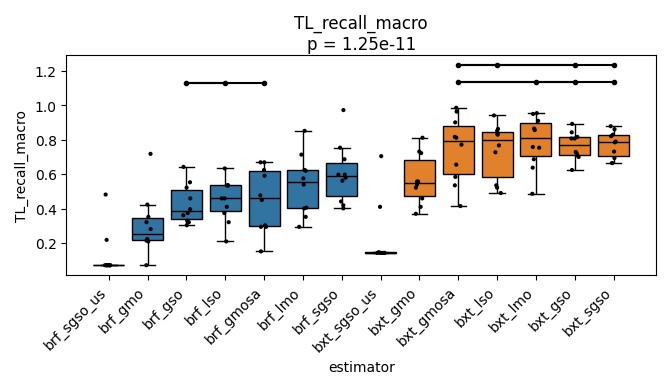 TL_recall_macro
p = 1.25e-11
TL_recall_macro
1.2
1.0
0.8
0.6
0.4
0.2
brf_sgso_us
brf_gmo
brf_gso
brf_lso
brf_gmosa
brf_lmo
brf_sgso
bxt_sgso_us
bxt_gmo
bxt_gmosa
bxt_lso
bxt_lmo
bxt_gso
bxt_sgso
estimator